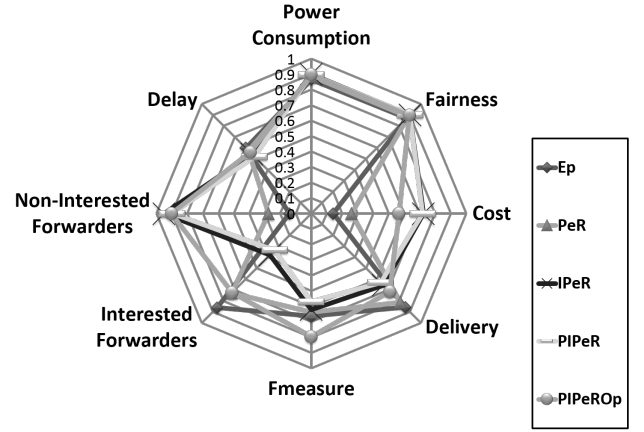 Power
Consumption
1
0.9
0.8
0.7
0.6
0.5
0.4
0.3
0.2
0.1
0
Delay
Fairness
Non-Interested
Forwarders
Cost
Interested
Forwarders
Delivery
Fmeasure
Ep
PeR
IPeR
PIPeR
PIPeROp